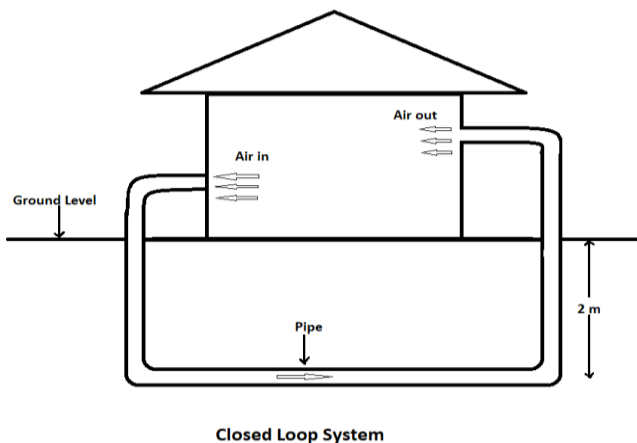 Air out
Air in
Ground Level
2 m
Pipe
Closed Loop System